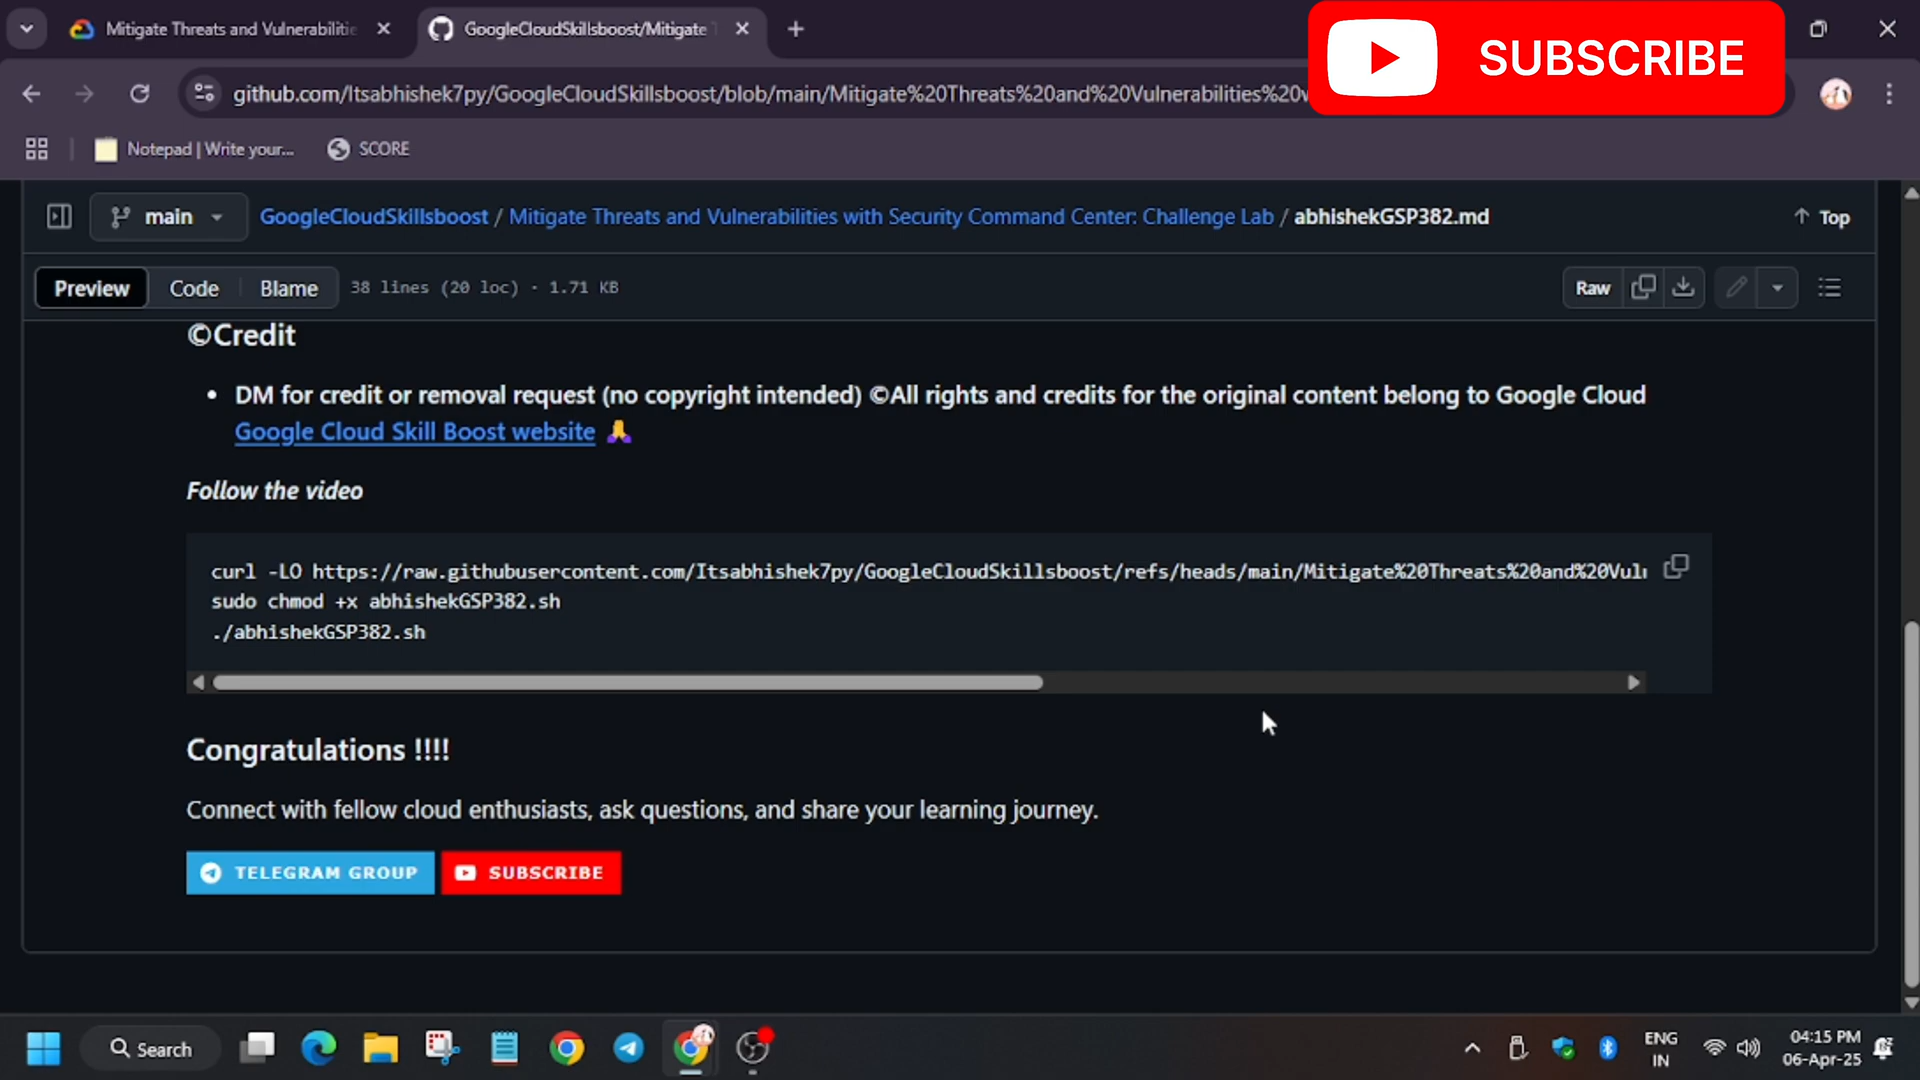 Mitigate Threats and Vulnerabilitie
GoogleCloudSkillsboost/Mitigate
SUBSCRIBE
github.com/Itsabhishek7py/GoogleCloudSkillsboost/blob/main/Mitigate%20Threats%20and%20Vulnerabilities%20
Notepad | Write your...
SCORE
main
GoogleCloudSkillsboost / Mitigate Threats and Vulnerabilities with Security Command Center: Challenge Lab / abhishekGSP382.md
Top
Preview
Code
Blame
38 lines (20 loc) · 1.71 KB
Raw
©Credit
• DM for credit or removal request (no copyright intended) ©All rights and credits for the original content belong to Google Cloud
Google Cloud Skill Boost website 🙏
Follow the video
curl -LO https://raw.githubusercontent.com/Itsabhishek7py/GoogleCloudSkillsboost/refs/heads/main/Mitigate%20Threats%20and%20Vul
sudo chmod +x abhishekGSP382.sh
./abhishekGSP382.sh
Congratulations !!!!
Connect with fellow cloud enthusiasts, ask questions, and share your learning journey.
TELEGRAM GROUP
SUBSCRIBE
Search
ENG
IN
04:15 PM
06-Apr-25